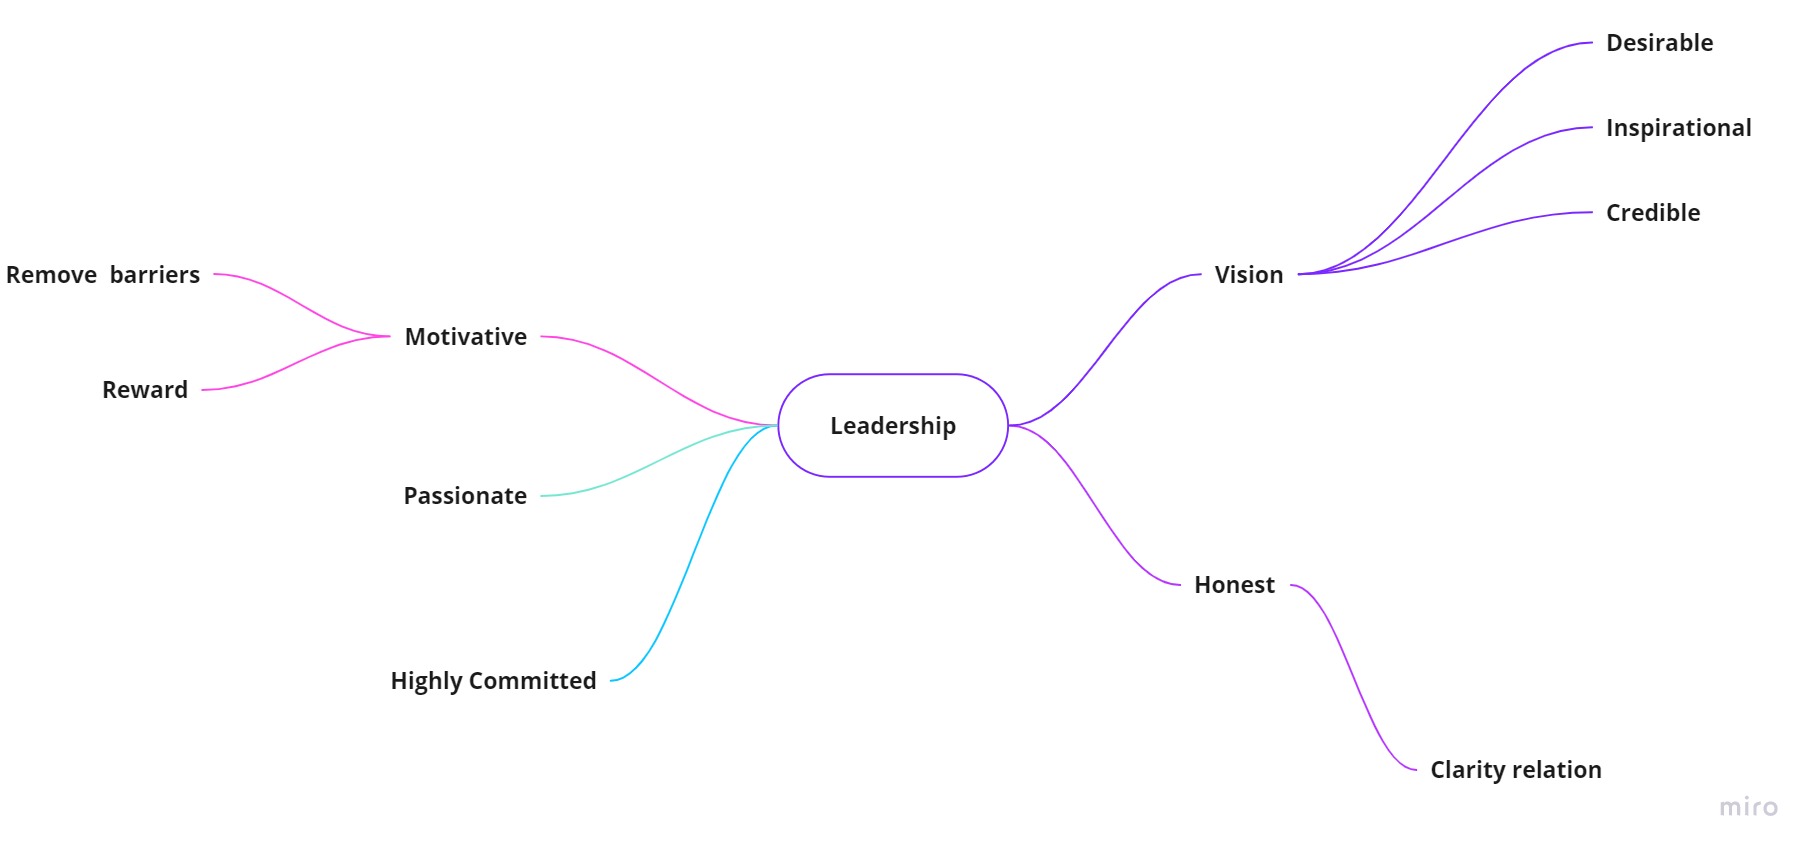 Desirable
Inspirational
Credible
Vision
Remove  barriers
Motivative
Reward
Leadership
Passionate
Honest
Highly Committed
Clarity relation
miro